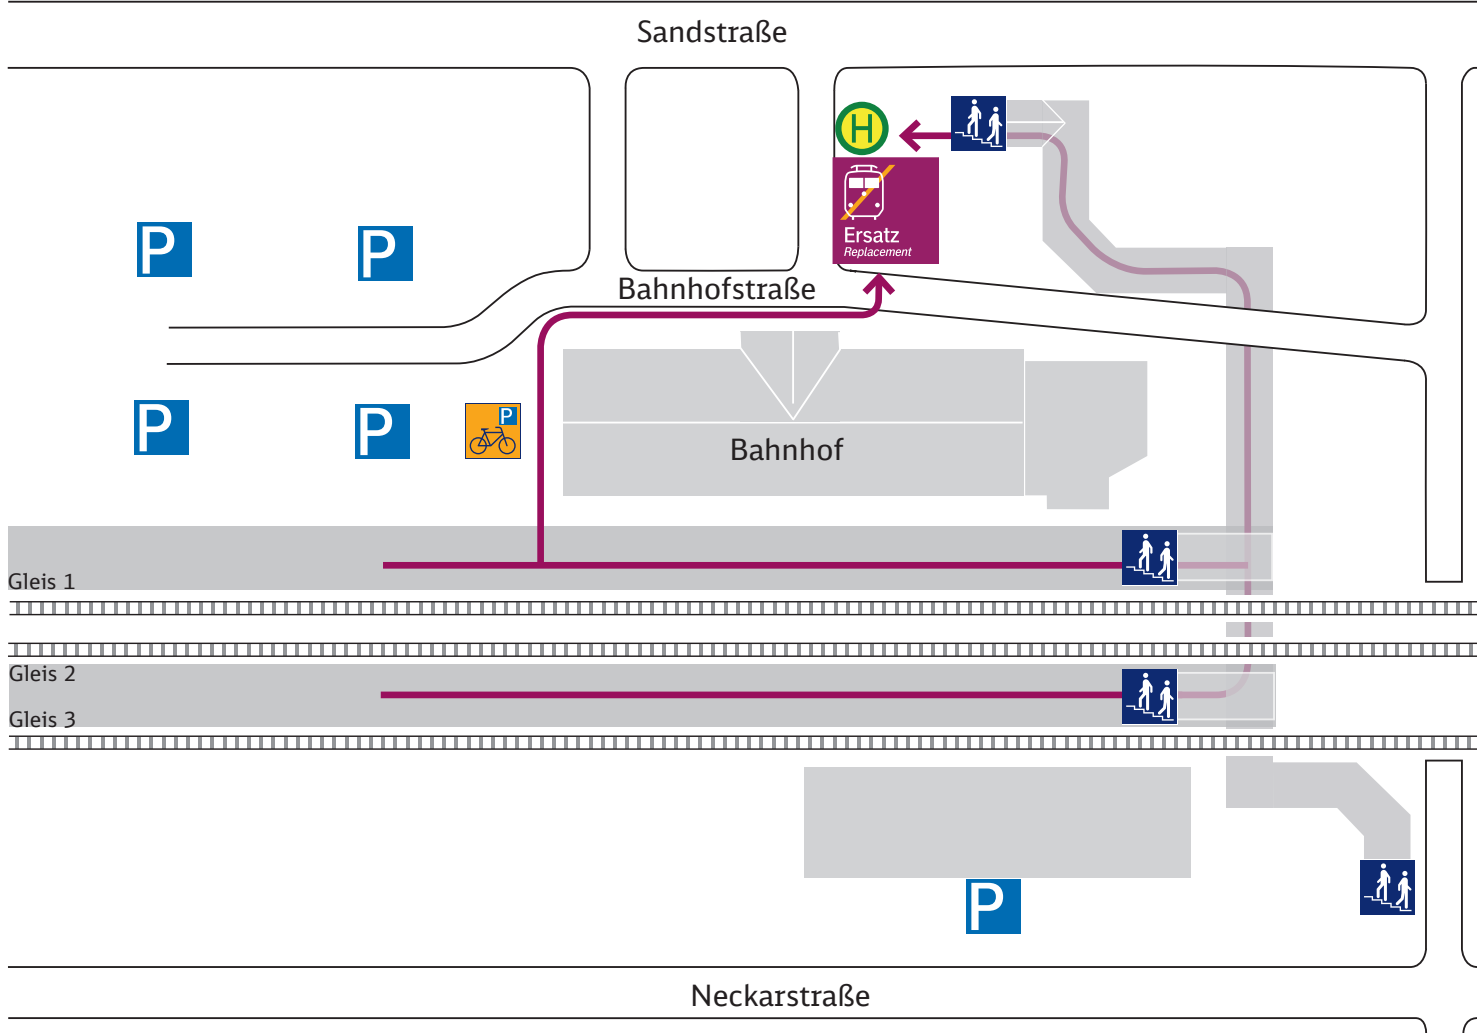 Sandstraße
H
Ersatz
Replacement
P
P
Bahnhofstraße
P
P
P
Bahnhof
Gleis 1
Gleis 2
Gleis 3
P
Neckarstraße